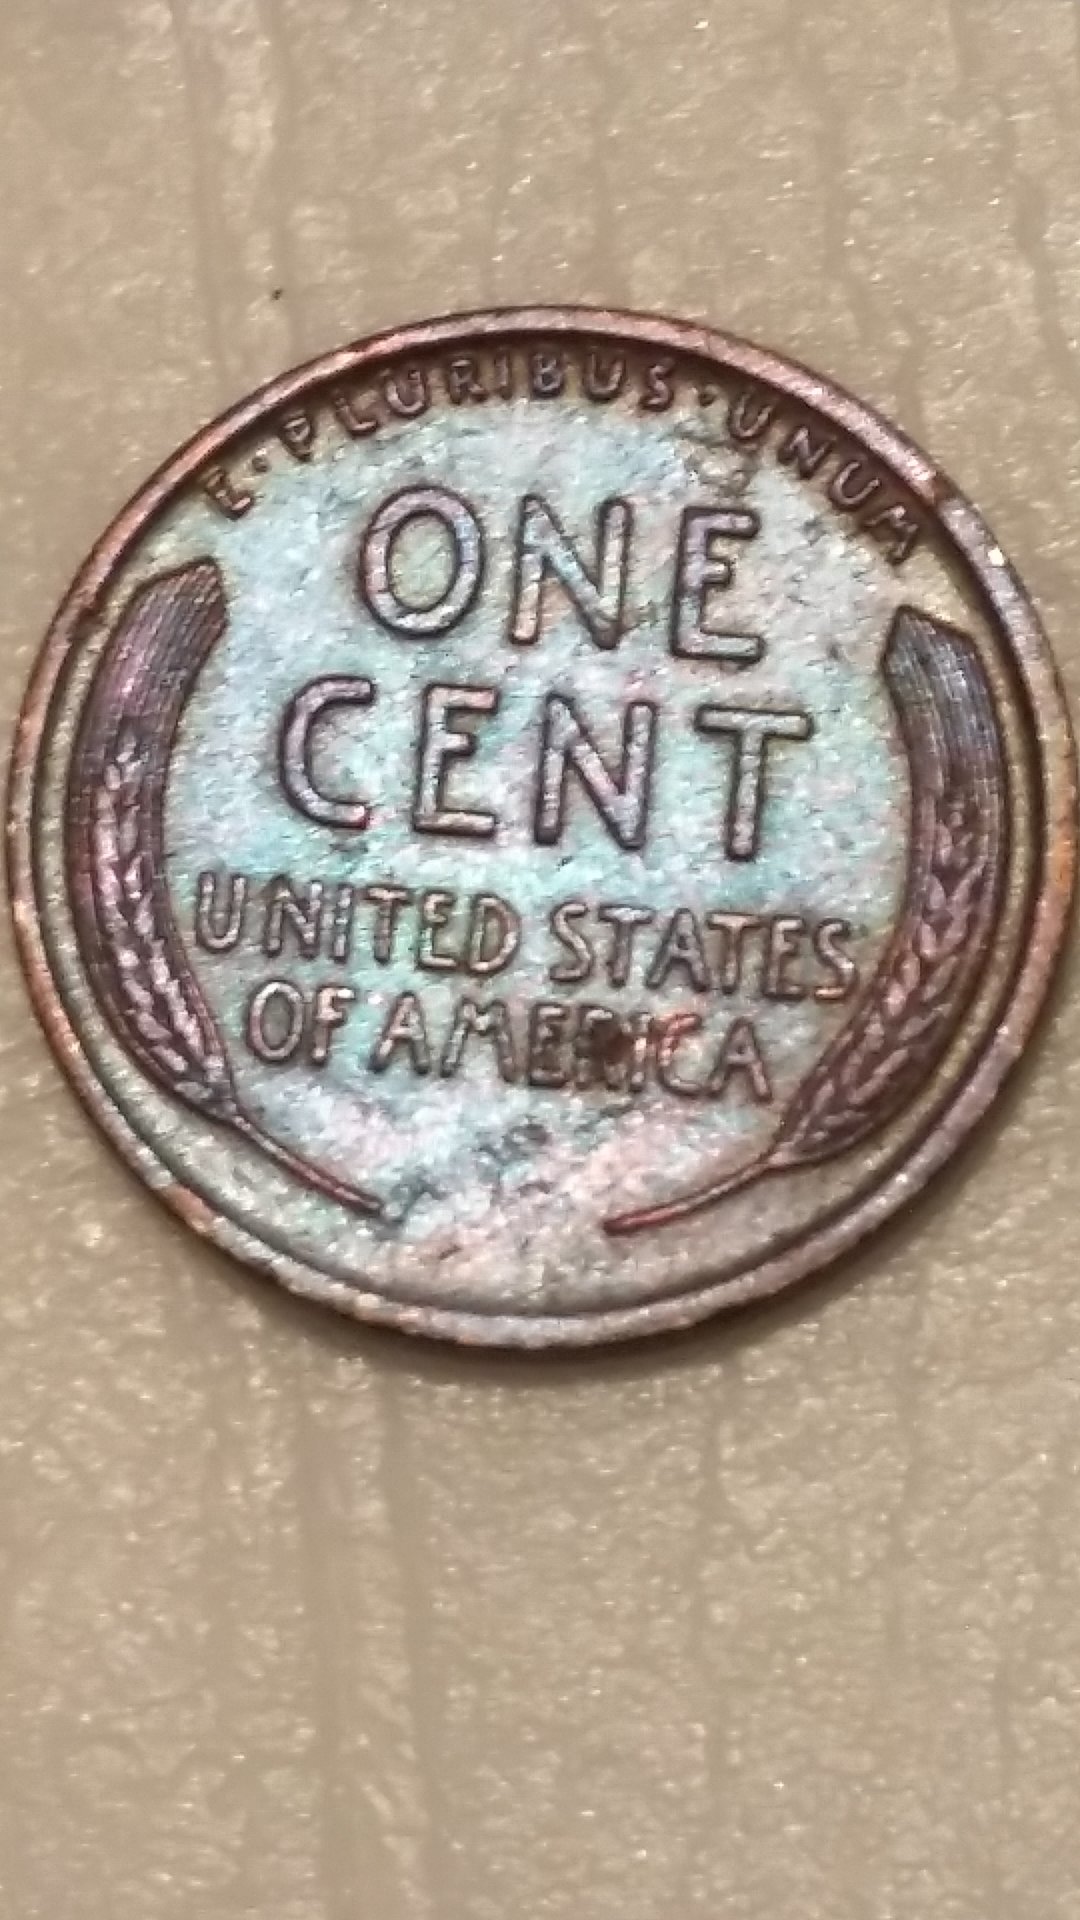 E·PLURIBUS·UNUM
ONE
CENT
UNITED STATES
OF AMERICA